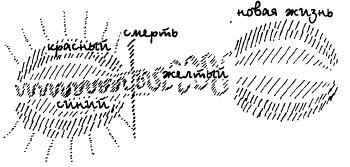 новая жизнь
смерть
красный
желтый
синий